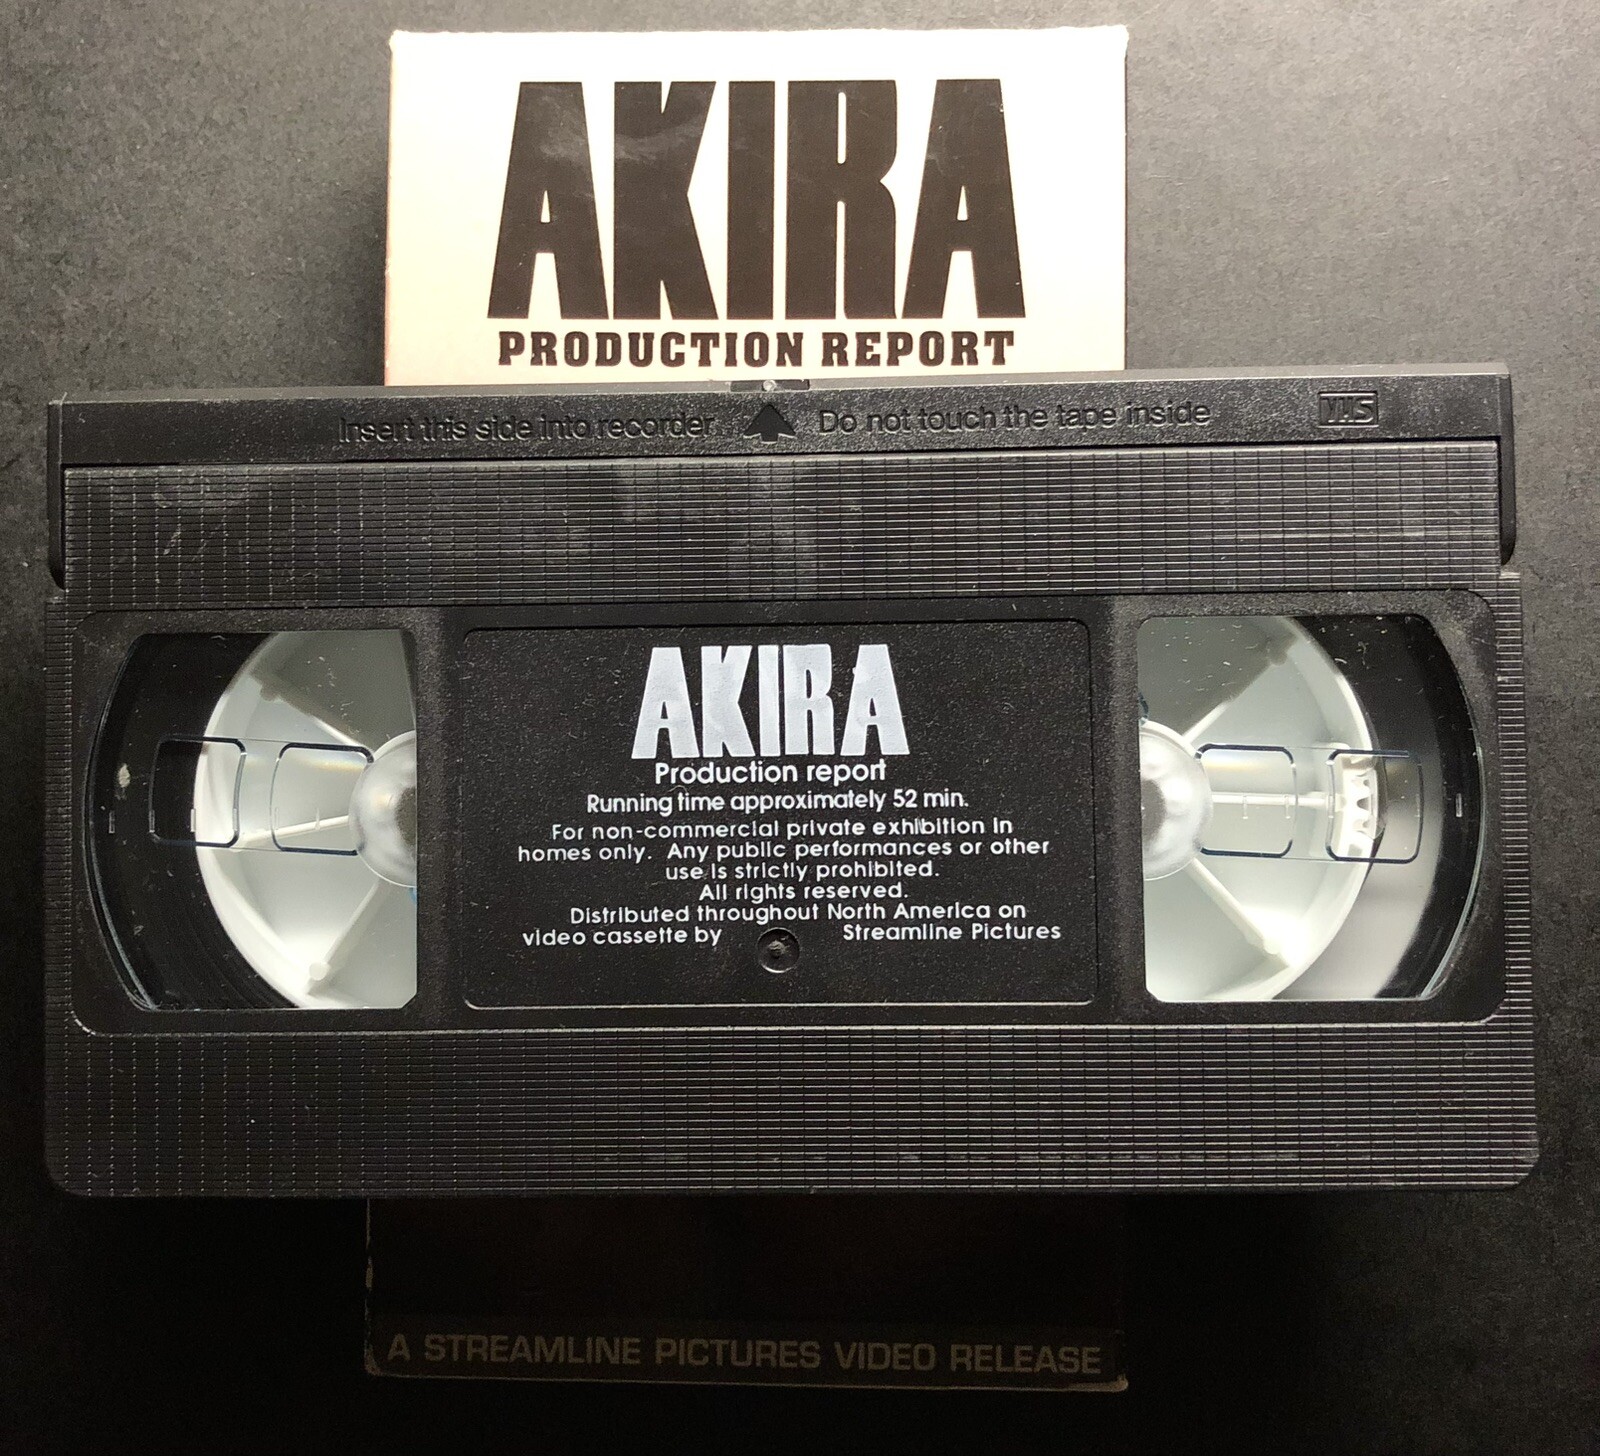 AKIRA
PRODUCTION REPORT
Insert this side into recorder Do not touch the tape inside VHS
AKIRA
Production report
Running time approximately 52 min.
For non-commercial private exhibition in
homes only. Any public performances or other
use is strictly prohibited.
All rights reserved.
Distributed throughout North America on
video cassette by Streamline Pictures
A STREAMLINE PICTURES VIDEO RELEASE